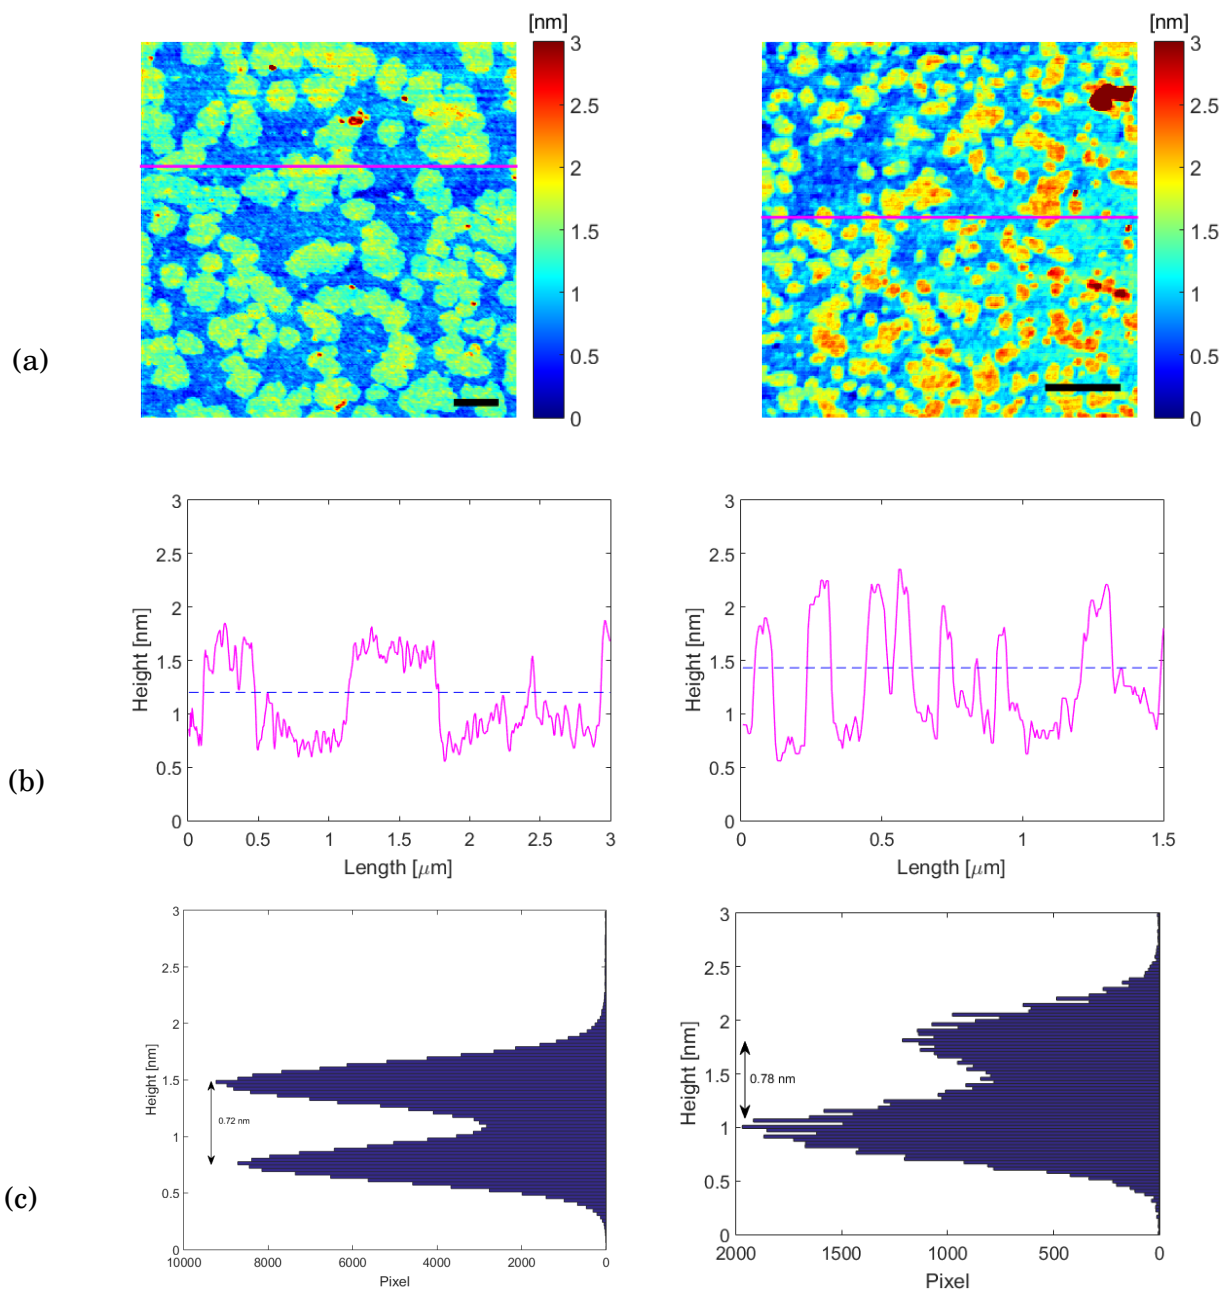 [nm] [nm]
3 3
2.5 2.5
2 2
1.5 1.5
(a)
1 1
0.5 0.5
0 0
3 3
2.5 2.5
2 2
1.5 1.5
1 1
0.5 0.5
0 0
Height [nm] Height [nm]
(b)
0 0.5 1 1.5 2 2.5 3 0 0.5 1 1.5
Length [μm] Length [μm]
3 3
2.5 2.5
2 2
1.5 1.5
1 1
0.5 0.5
0 0
Height [nm] Height [nm]
0.72 nm 0.78 nm
(c)
10000 8000 6000 4000 2000 0 2000 1500 1000 500 0
Pixel Pixel